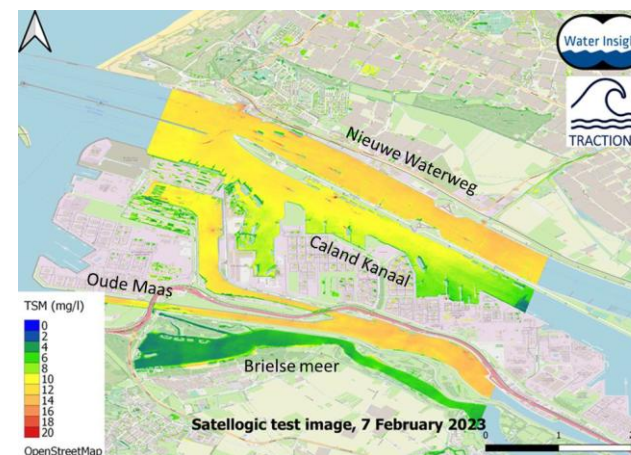 Water Insigh
TRACTION
Nieuwe Waterweg
Caland Kanaal
Oude Maas
TSM (mg/l)
0
2
4
6
8
10
12
14
16
18
20
Brielse meer
Satellogic test image, 7 February 2023
OpenStreetMap
0
1